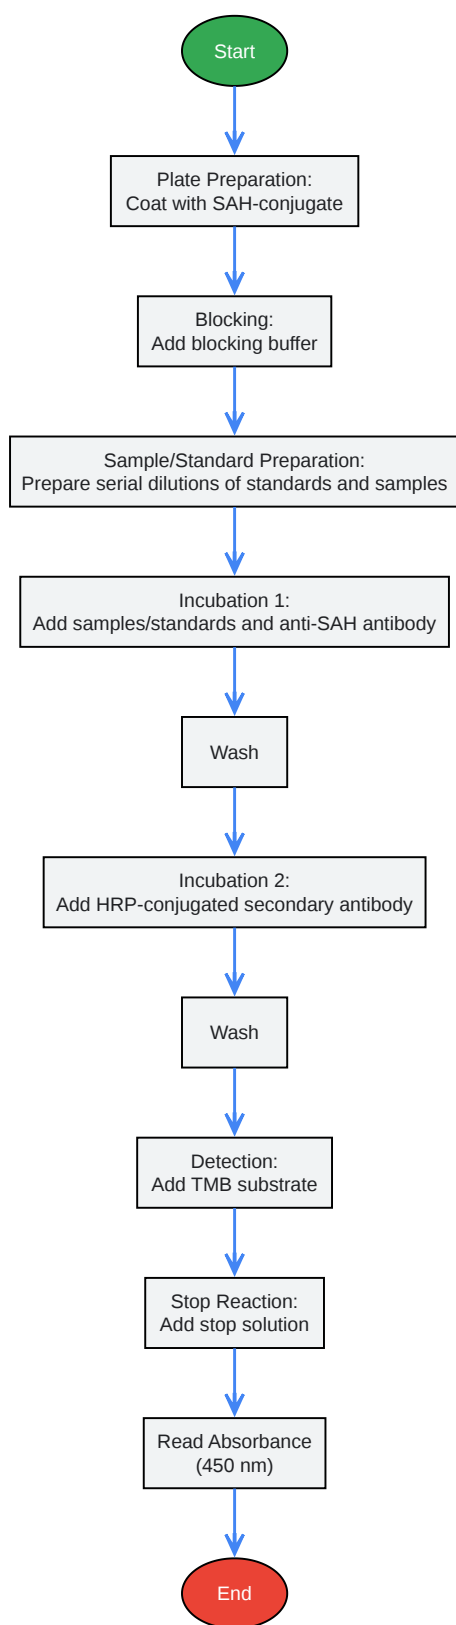 Start
Plate Preparation:
Coat with SAH-conjugate
Blocking:
Add blocking buffer
Sample/Standard Preparation:
Prepare serial dilutions of standards and samples
Incubation 1:
Add samples/standards and anti-SAH antibody
Wash
Incubation 2:
Add HRP-conjugated secondary antibody
Wash
Detection:
Add TMB substrate
Stop Reaction:
Add stop solution
Read Absorbance
(450 nm)
End